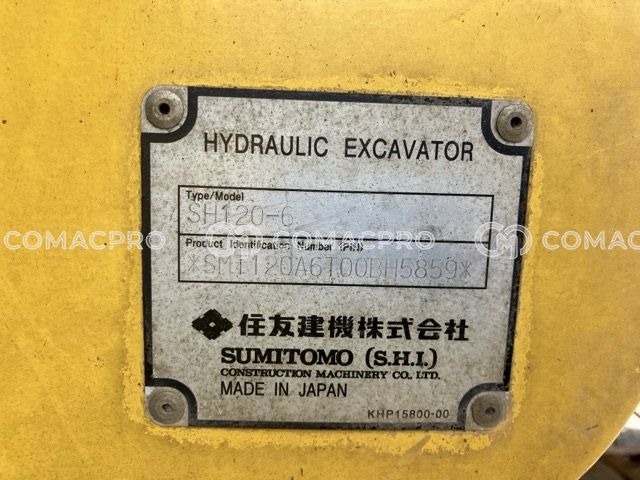 HYDRAULIC EXCAVATOR
Type/Model
SH120-6
Product Identification Number (PIN)
*SMT120A6T00BH5859*
COMACPRO COMACPRO COMACPRO
住友建機株式会社
SUMITOMO (S.H.I.)
CONSTRUCTION MACHINERY CO., LTD.
MADE IN JAPAN
KHP15800-00